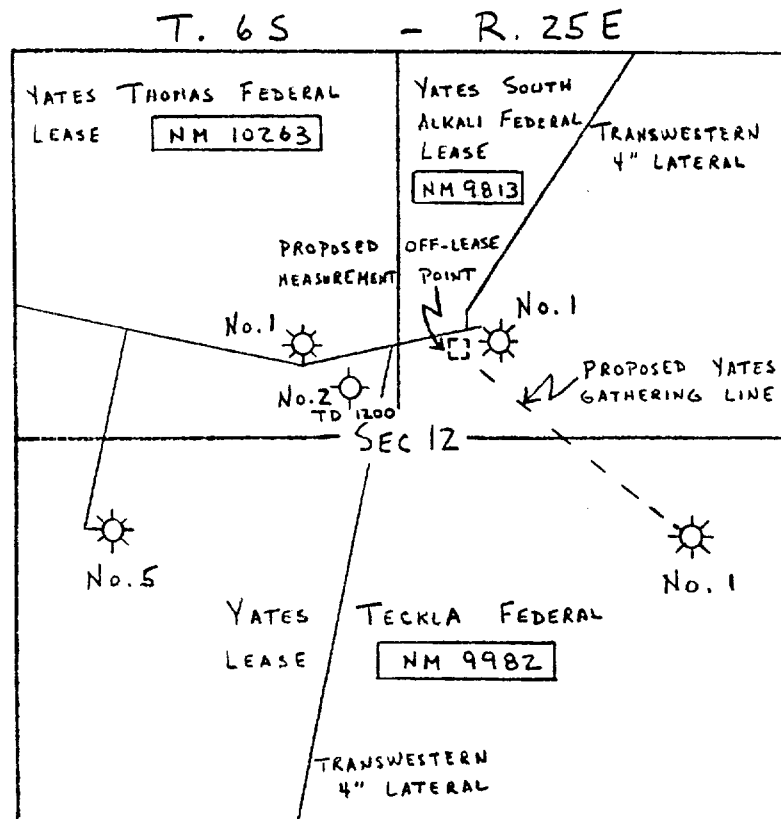 T. 6 S - R. 25 E
YATES THOMAS FEDERAL
LEASE NM 10263
YATES SOUTH
ALKALI FEDERAL
LEASE
NM 9813
TRANSWESTERN
4" LATERAL
PROPOSED OFF-LEASE
MEASUREMENT POINT
No. 1
No. 1
No. 2
TD 1200
PROPOSED YATES
GATHERING LINE
SEC 12
No. 5
No. 1
YATES TECKLA FEDERAL
LEASE NM 9982
TRANSWESTERN
4" LATERAL